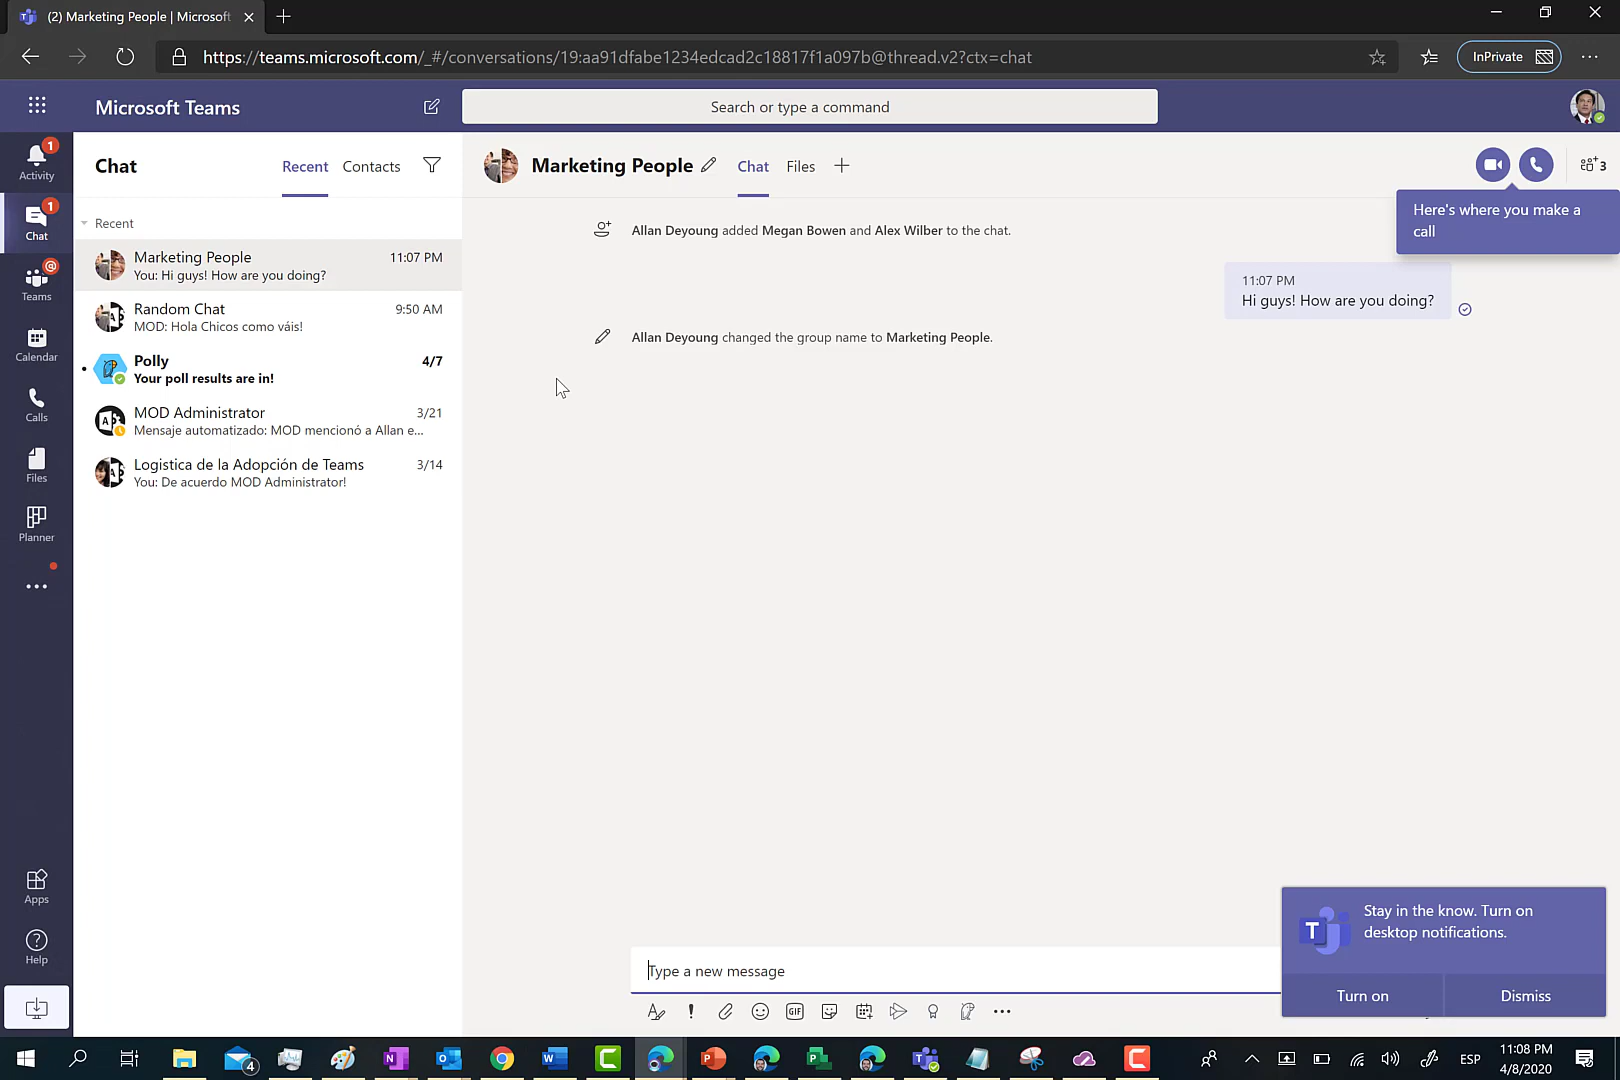 (2) Marketing People | Microsoft
https://teams.microsoft.com/_#/conversations/19:aa91dfabe1234edcad2c18817f1a097b@thread.v2?ctx=chat
InPrivate
Microsoft Teams
Search or type a command
1
Activity
1
Chat
Teams
Calendar
Calls
Files
Planner
Apps
Help
Chat
Recent
Contacts
Recent
Marketing People
11:07 PM
You: Hi guys! How are you doing?
Random Chat
9:50 AM
MOD: Hola Chicos como váis!
Polly
4/7
Your poll results are in!
MOD Administrator
3/21
Mensaje automatizado: MOD mencionó a Allan e...
Logistica de la Adopción de Teams
3/14
You: De acuerdo MOD Administrator!
Marketing People
Chat
Files
3
Here's where you make a
call
Allan Deyoung added Megan Bowen and Alex Wilber to the chat.
11:07 PM
Hi guys! How are you doing?
Allan Deyoung changed the group name to Marketing People.
Stay in the know. Turn on
desktop notifications.
Turn on
Dismiss
Type a new message
GIF
4
ESP
11:08 PM
4/8/2020